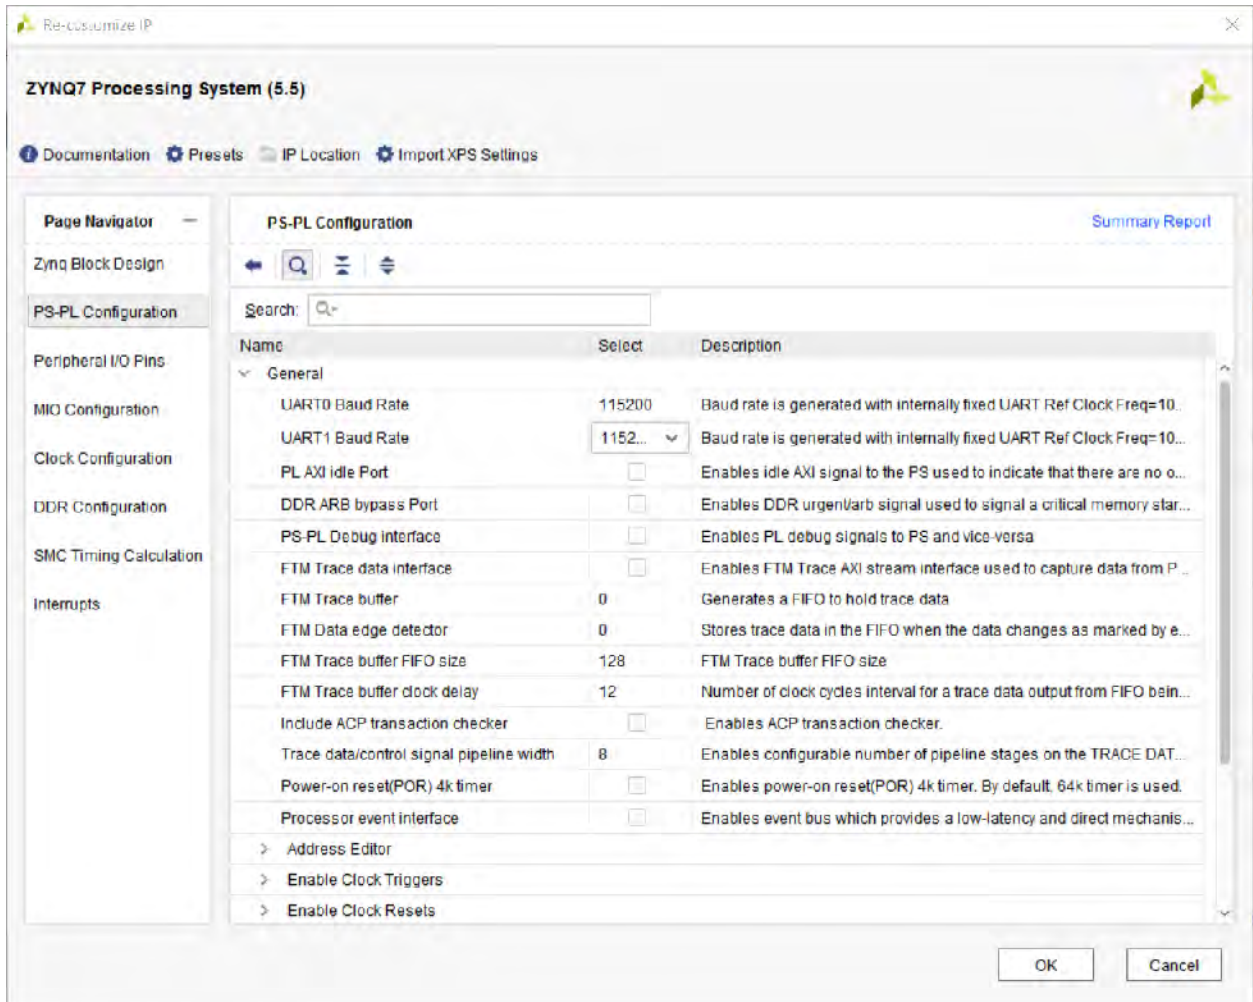 Re-customize IP
ZYNQ7 Processing System (5.5)
Documentation Presets IP Location Import XPS Settings
Page Navigator
Zynq Block Design
PS-PL Configuration
Peripheral I/O Pins
MIO Configuration
Clock Configuration
DDR Configuration
SMC Timing Calculation
Interrupts
PS-PL Configuration Summary Report
Search:
Name Select Description
General
UART0 Baud Rate 115200 Baud rate is generated with internally fixed UART Ref Clock Freq=10...
UART1 Baud Rate 1152... Baud rate is generated with internally fixed UART Ref Clock Freq=10...
PL AXI idle Port Enables idle AXI signal to the PS used to indicate that there are no o...
DDR ARB bypass Port Enables DDR urgent/arb signal used to signal a critical memory star...
PS-PL Debug interface Enables PL debug signals to PS and vice-versa
FTM Trace data interface Enables FTM Trace AXI stream interface used to capture data from P...
FTM Trace buffer 0 Generates a FIFO to hold trace data
FTM Data edge detector 0 Stores trace data in the FIFO when the data changes as marked by e...
FTM Trace buffer FIFO size 128 FTM Trace buffer FIFO size
FTM Trace buffer clock delay 12 Number of clock cycles interval for a trace data output from FIFO bein...
Include ACP transaction checker Enables ACP transaction checker.
Trace data/control signal pipeline width 8 Enables configurable number of pipeline stages on the TRACE DAT...
Power-on reset(POR) 4k timer Enables power-on reset(POR) 4k timer. By default, 64k timer is used.
Processor event interface Enables event bus which provides a low-latency and direct mechanis...
Address Editor
Enable Clock Triggers
Enable Clock Resets
OK Cancel